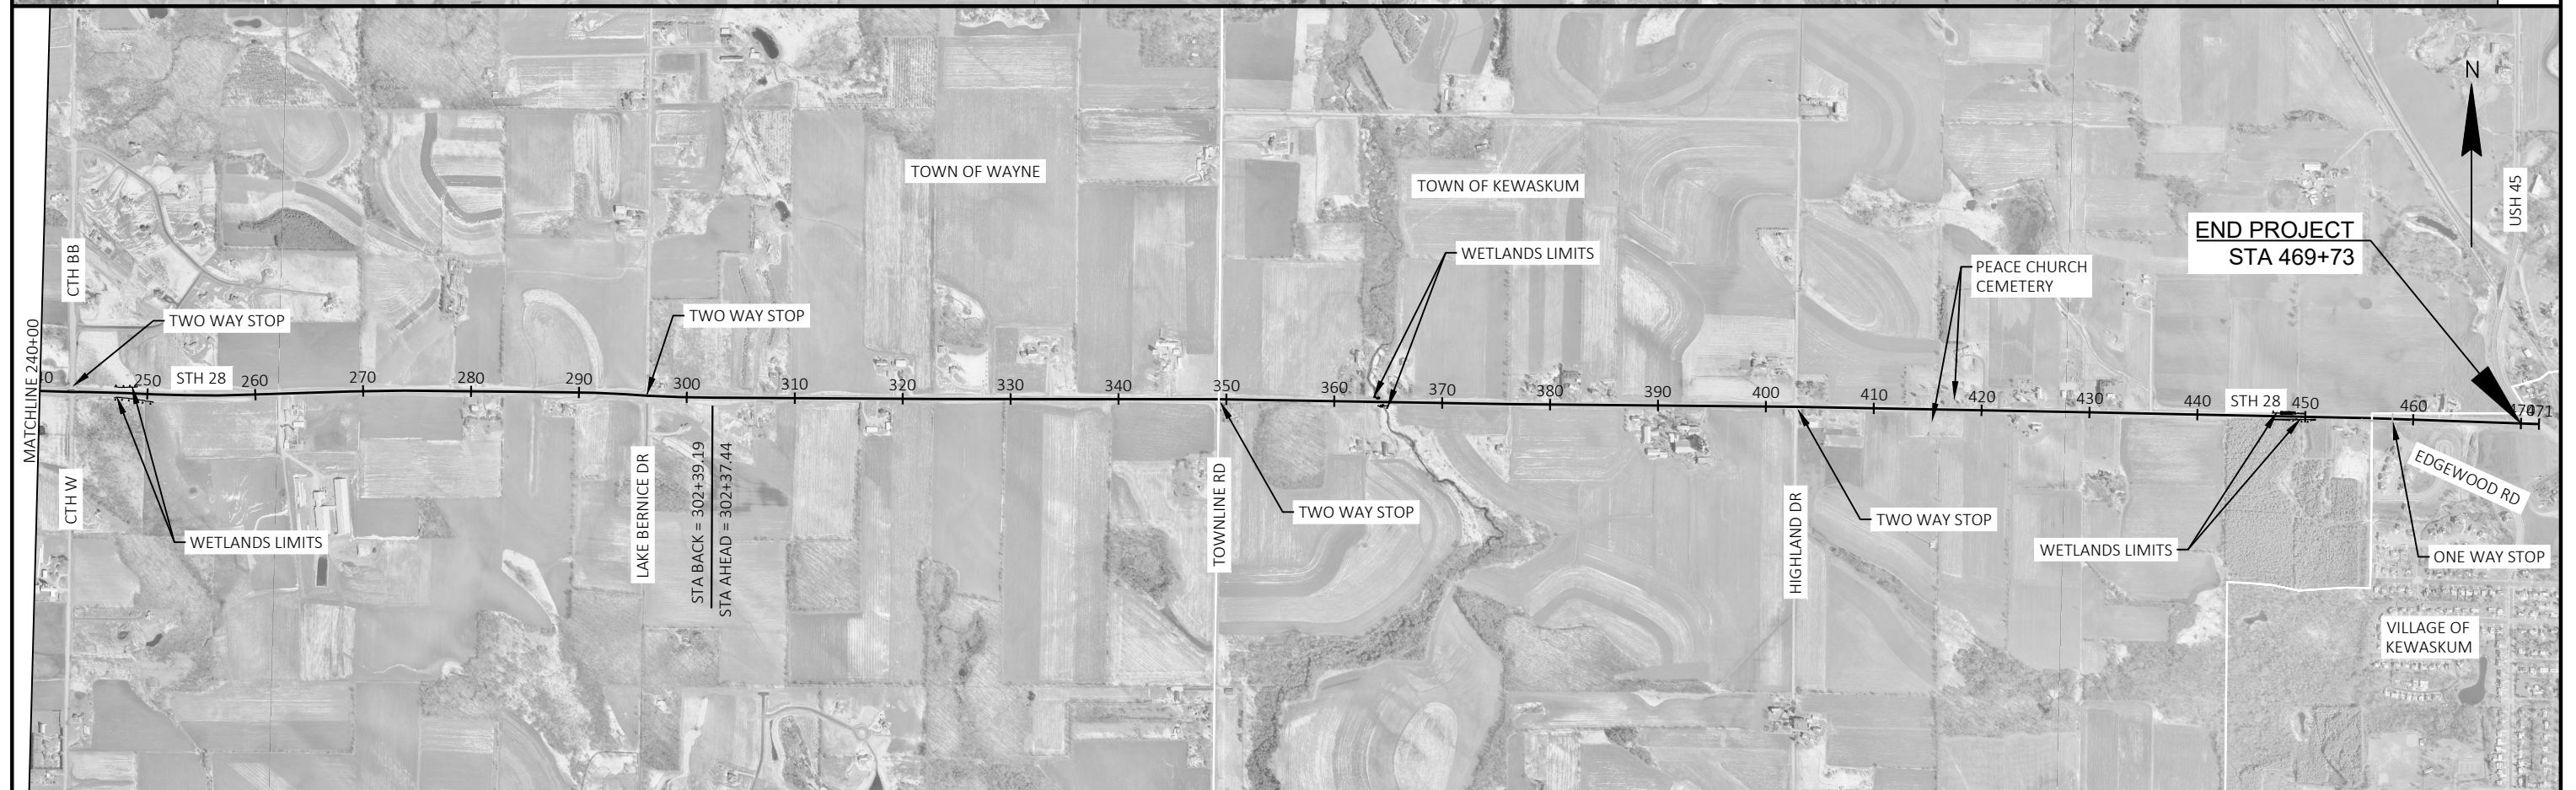 N
USH 45
TOWN OF WAYNE
TOWN OF KEWASKUM
END PROJECT
STA 469+73
CTH BB
WETLANDS LIMITS
PEACE CHURCH
CEMETERY
TWO WAY STOP
TWO WAY STOP
MATCHLINE 240+00
40 250 STH 28 260 270 280 290 300 310 320 330 340 350 360 370 380 390 400 410 420 430 440 STH 28 450 460 470 471
CTH W
WETLANDS LIMITS
LAKE BERNICE DR
STA BACK = 302+39.19
STA AHEAD = 302+37.44
TOWNLINE RD
TWO WAY STOP
HIGHLAND DR
TWO WAY STOP
WETLANDS LIMITS
EDGEWOOD RD
ONE WAY STOP
VILLAGE OF
KEWASKUM